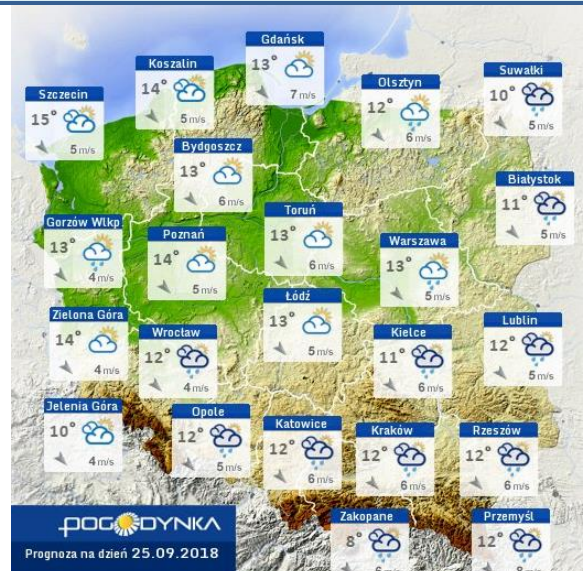 Gdańsk
13°
7 m/s
Koszalin
14°
5 m/s
Suwałki
10°
5 m/s
Olsztyn
12°
6 m/s
Szczecin
15°
5 m/s
Bydgoszcz
13°
6 m/s
Białystok
11°
5 m/s
Toruń
13°
6 m/s
Gorzów Wlkp
13°
4 m/s
Poznań
14°
5 m/s
Warszawa
13°
5 m/s
Łódź
13°
5 m/s
Zielona Góra
14°
4 m/s
Wrocław
12°
4 m/s
Kielce
11°
6 m/s
Lublin
12°
5 m/s
Jelenia Góra
10°
4 m/s
Opole
12°
5 m/s
Katowice
12°
6 m/s
Kraków
12°
6 m/s
Rzeszów
12°
6 m/s
Zakopane
8°
Przemyśl
12°
POGODYNKA
Prognoza na dzień 25.09.2018